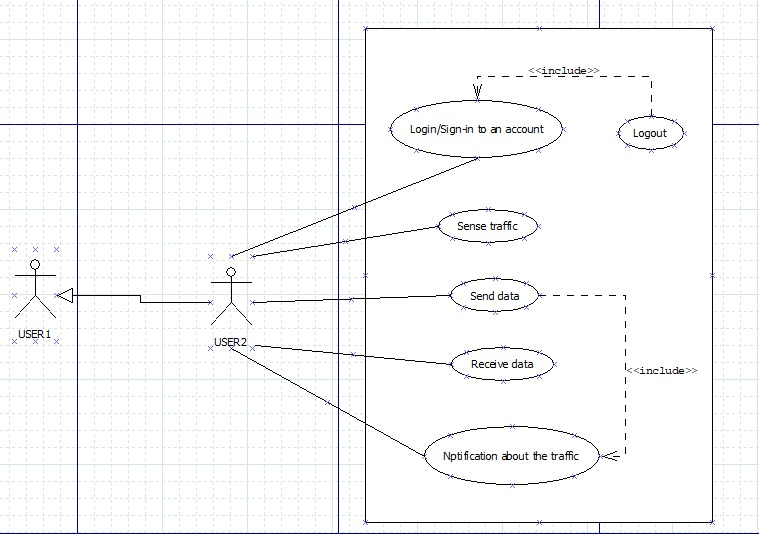 <<include>>
Login/Sign-in to an account
Logout
Sense traffic
Send data
USER1
USER2
Receive data
<<include>>
Nptification about the traffic